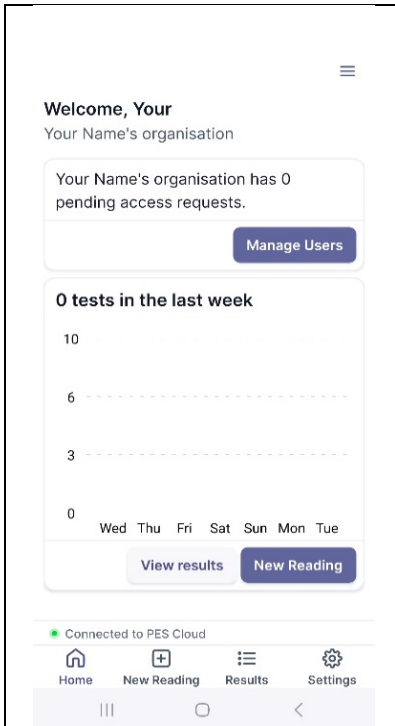 Welcome, Your
Your Name's organisation
Your Name's organisation has 0
pending access requests.
Manage Users
0 tests in the last week
10
6
3
0
Wed Thu Fri Sat Sun Mon Tue
View results New Reading
Connected to PES Cloud
Home New Reading Results Settings